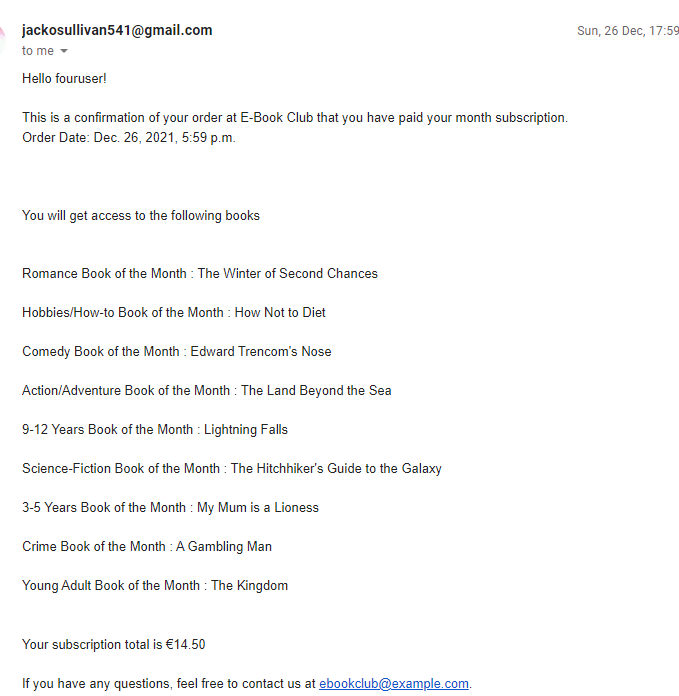 jackosullivan541@gmail.com
Sun, 26 Dec, 17:59
to me
Hello fouruser!
This is a confirmation of your order at E-Book Club that you have paid your month subscription.
Order Date: Dec. 26, 2021, 5:59 p.m.
You will get access to the following books
Romance Book of the Month : The Winter of Second Chances
Hobbies/How-to Book of the Month : How Not to Diet
Comedy Book of the Month : Edward Trencom's Nose
Action/Adventure Book of the Month : The Land Beyond the Sea
9-12 Years Book of the Month : Lightning Falls
Science-Fiction Book of the Month : The Hitchhiker's Guide to the Galaxy
3-5 Years Book of the Month : My Mum is a Lioness
Crime Book of the Month : A Gambling Man
Young Adult Book of the Month : The Kingdom
Your subscription total is €14.50
If you have any questions, feel free to contact us at ebookclub@example.com.